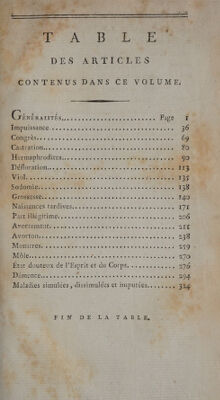 TABLE
DES ARTICLES
CONTENUS DANS CE VOLUME.
GÉNÉRALITÉS, Page 1
Impuissance 36
Congrès 69
Castration 80
Hermaphrodites 90
Défloration 113
Viol 135
Sodomie 138
Grossesse 140
Naissances tardives 171
Part illégitime 206
Avortement 211
Avorton 238
Monstres 259
Môle 270
Etat douteux de l'Esprit et du Corps 276
Démence 294
Maladies simulées, dissimulées et imputées 324
FIN DE LA TABLE.